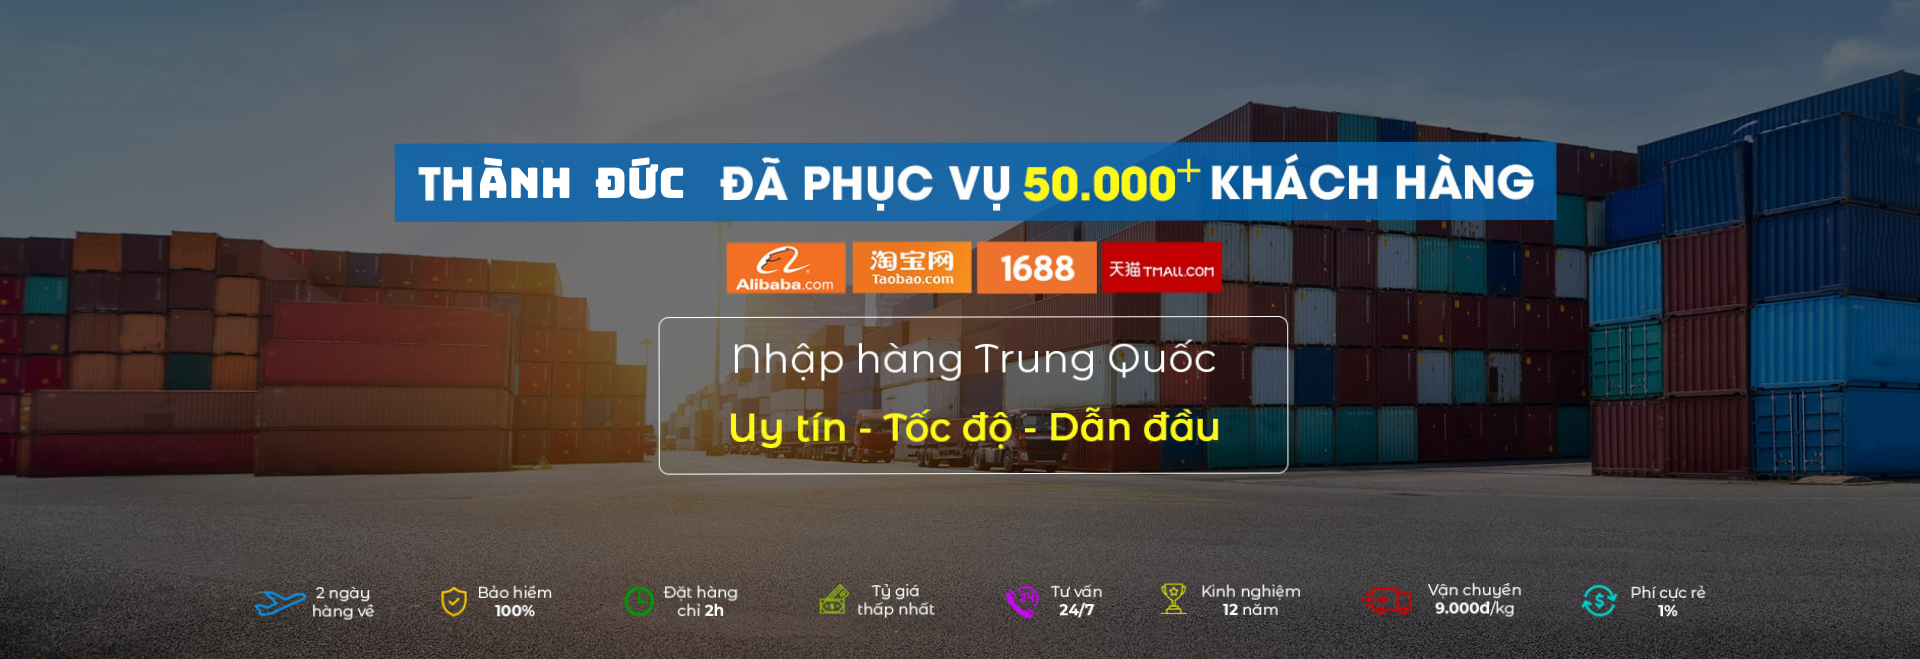 THÀNH ĐỨC ĐÃ PHỤC VỤ 50.000+ KHÁCH HÀNG
Alibaba.com
淘宝网
Taobao.com
1688
天猫 TMALL.COM
Nhập hàng Trung Quốc
Uy tín - Tốc độ - Dẫn đầu
2 ngày
hàng về
Bảo hiểm
100%
Đặt hàng
chỉ 2h
Tỷ giá
thấp nhất
24
Tư vấn
24/7
Kinh nghiệm
12 năm
Vận chuyển
9.000đ/kg
$
Phí cực rẻ
1%